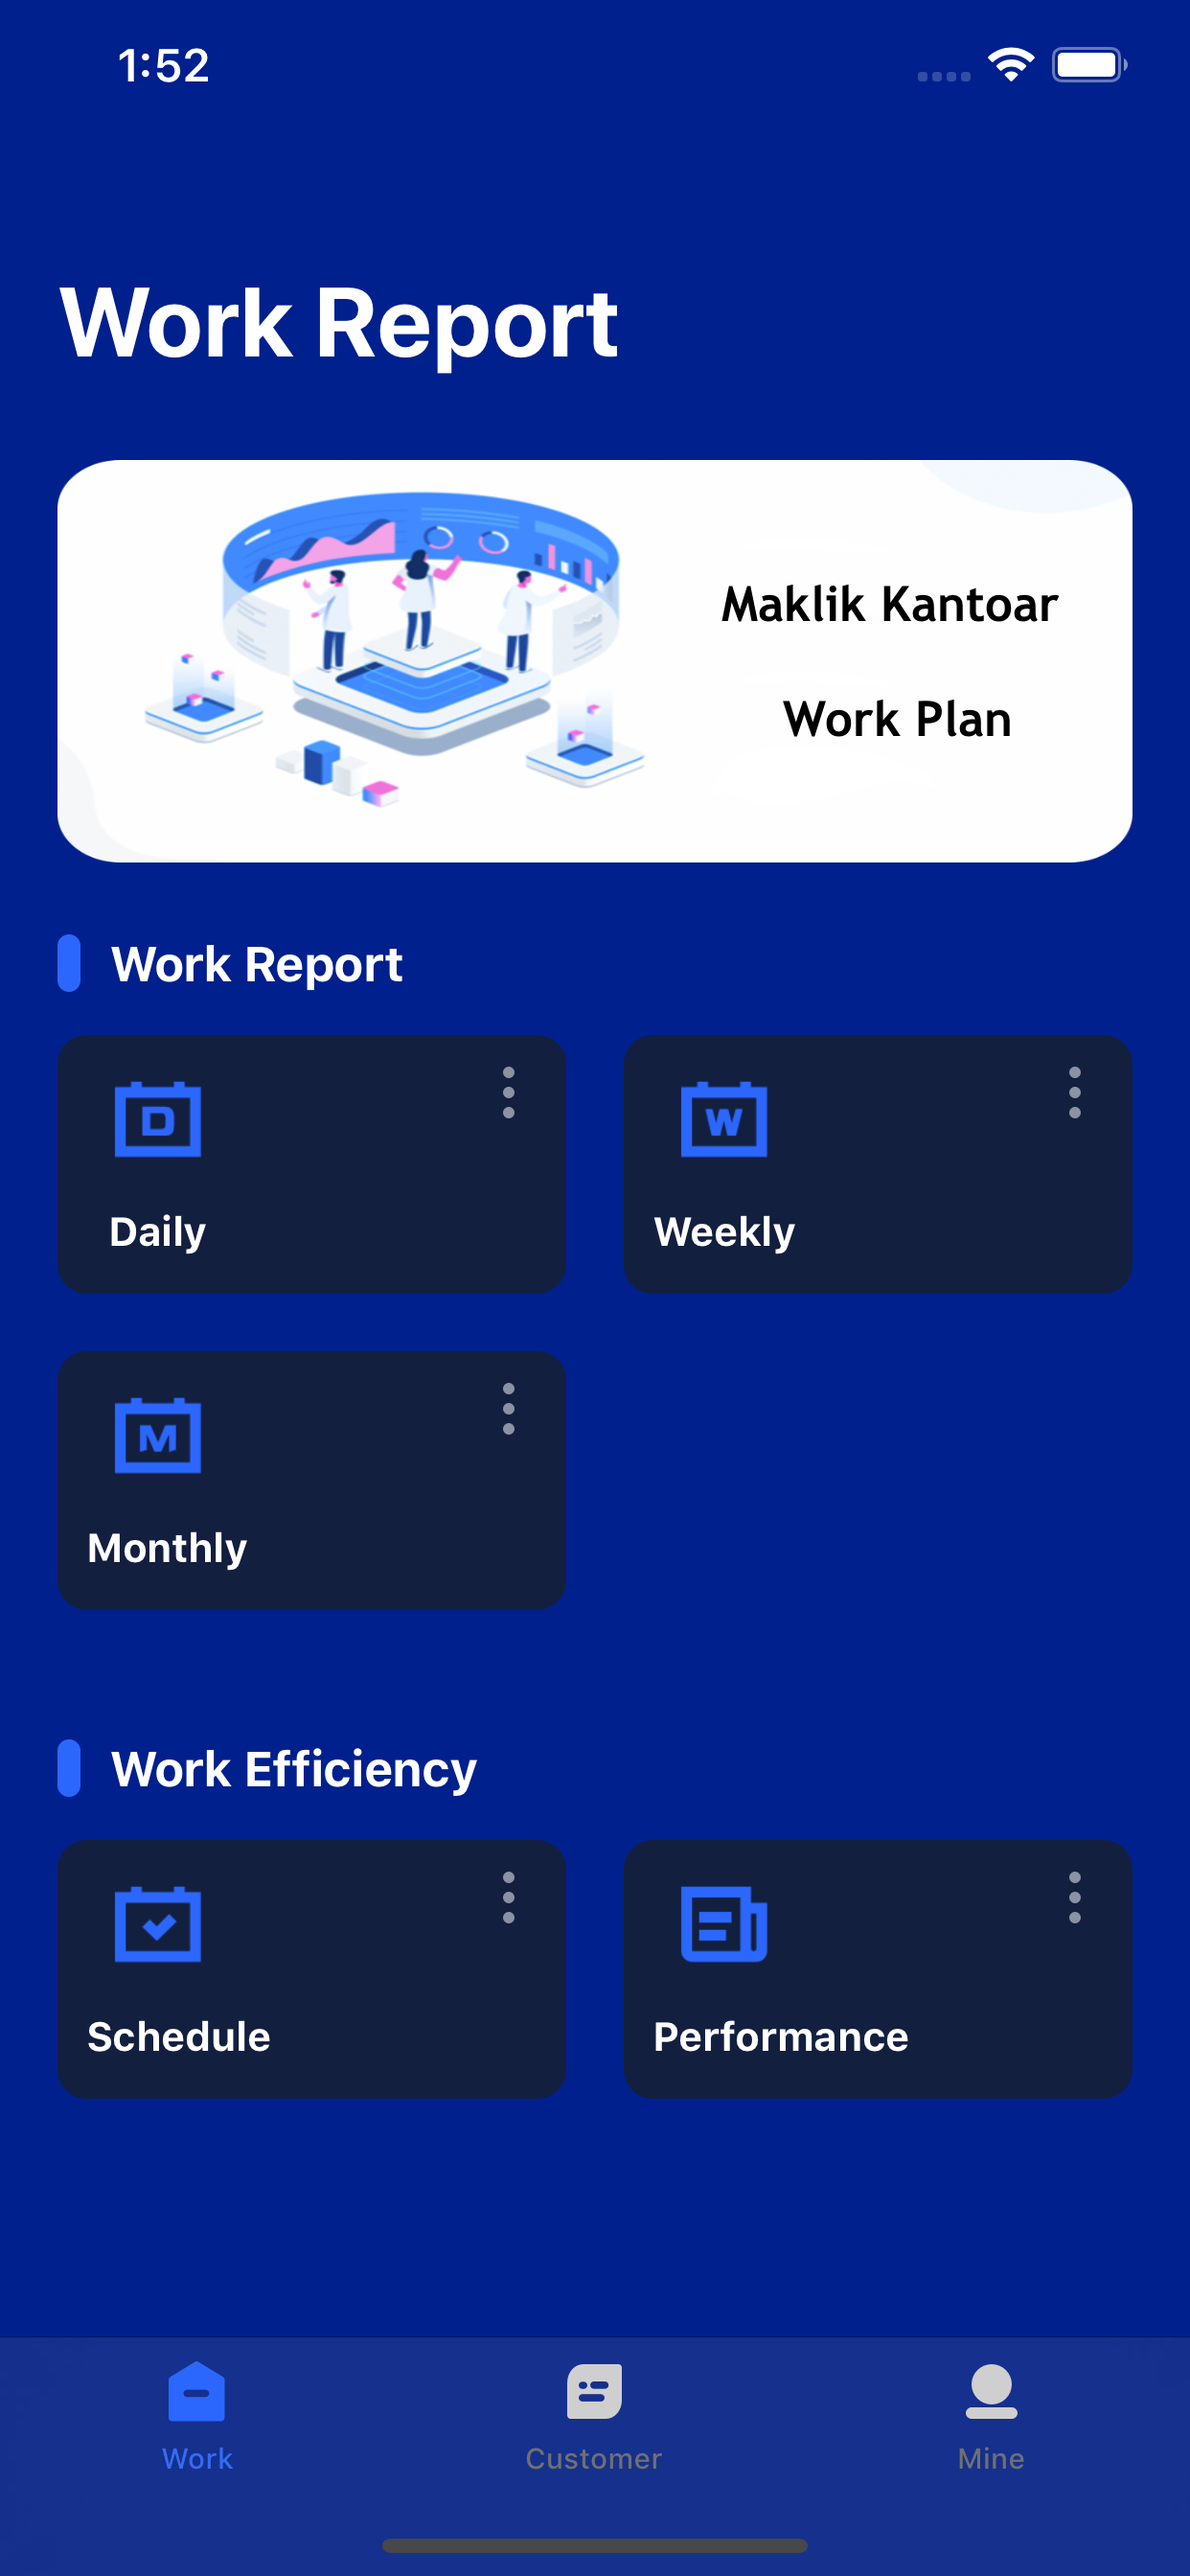 1:52
Work Report
Maklik Kantoar
Work Plan
Work Report
D
W
Daily
Weekly
M
Monthly
Work Efficiency
Schedule
Performance
Work
Customer
Mine